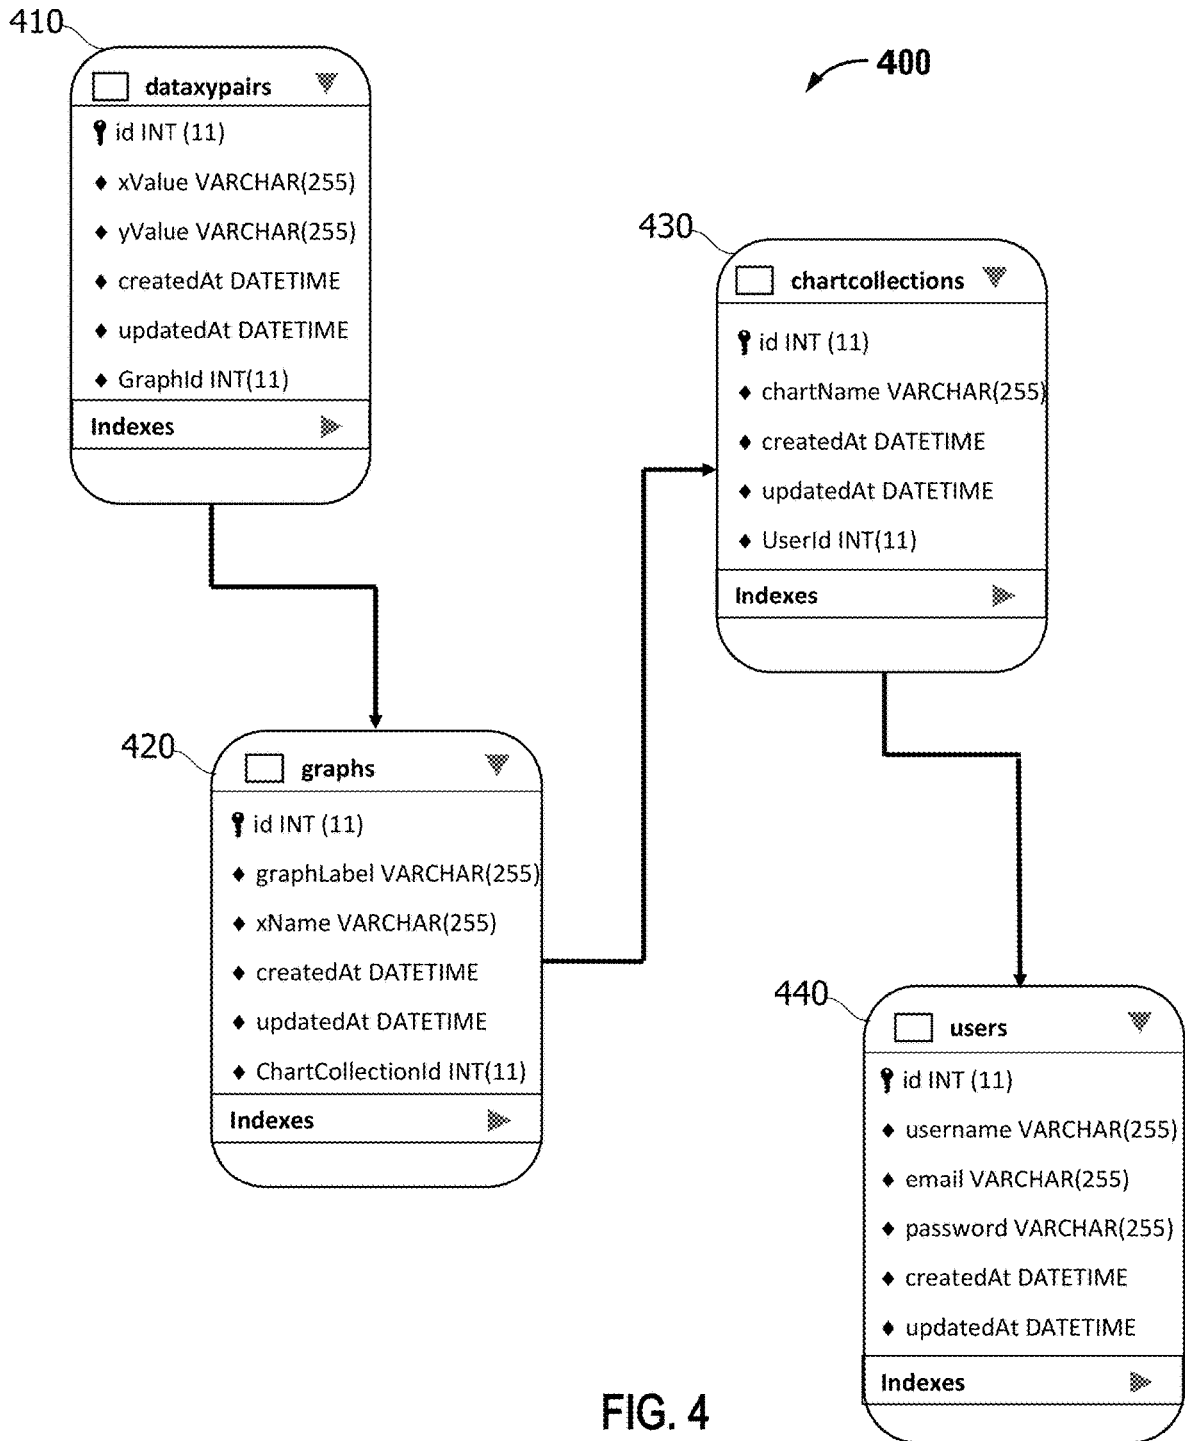 410
dataxypairs
id INT (11)
xValue VARCHAR(255)
yValue VARCHAR(255)
createdAt DATETIME
updatedAt DATETIME
GraphId INT(11)
Indexes
400
430
chartcollections
id INT (11)
chartName VARCHAR(255)
createdAt DATETIME
updatedAt DATETIME
UserId INT(11)
Indexes
420
graphs
id INT (11)
graphLabel VARCHAR(255)
xName VARCHAR(255)
createdAt DATETIME
updatedAt DATETIME
ChartCollectionId INT(11)
Indexes
440
users
id INT (11)
username VARCHAR(255)
email VARCHAR(255)
password VARCHAR(255)
createdAt DATETIME
updatedAt DATETIME
Indexes
FIG. 4